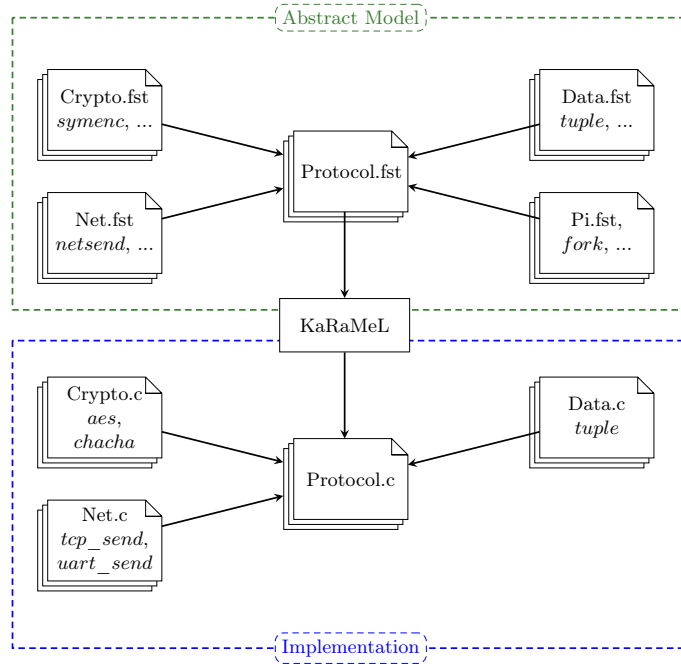 Abstract Model
Crypto.fst
symenc, ...
Data.fst
tuple, ...
Protocol.fst
Net.fst
netsend, ...
Pi.fst,
fork, ...
KaRaMeL
Crypto.c
aes,
chacha
Data.c
tuple
Protocol.c
Net.c
tcp_send,
uart_send
Implementation